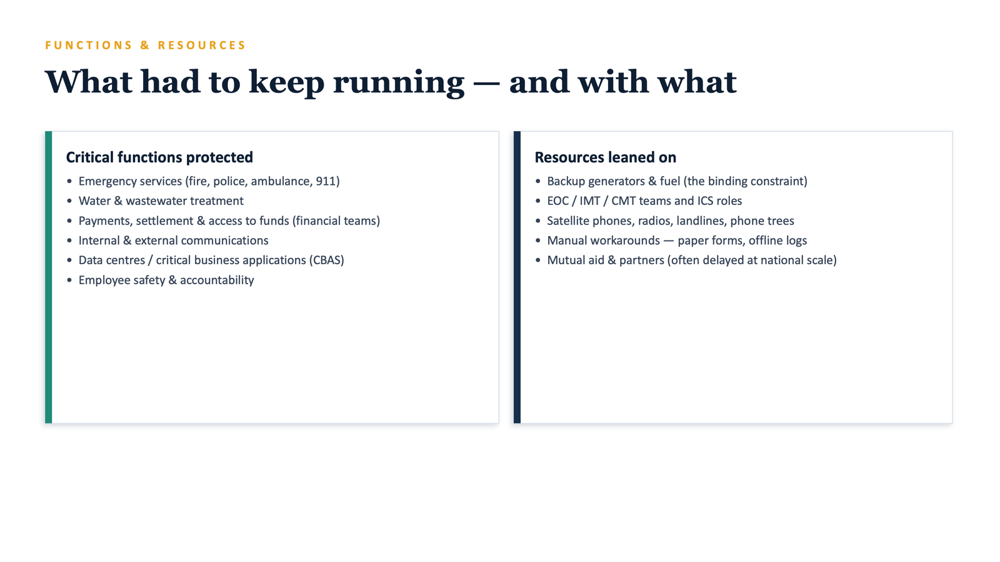 FUNCTIONS & RESOURCES
What had to keep running — and with what
Critical functions protected
• Emergency services (fire, police, ambulance, 911)
• Water & wastewater treatment
• Payments, settlement & access to funds (financial teams)
• Internal & external communications
• Data centres / critical business applications (CBAS)
• Employee safety & accountability
Resources leaned on
• Backup generators & fuel (the binding constraint)
• EOC / IMT / CMT teams and ICS roles
• Satellite phones, radios, landlines, phone trees
• Manual workarounds — paper forms, offline logs
• Mutual aid & partners (often delayed at national scale)